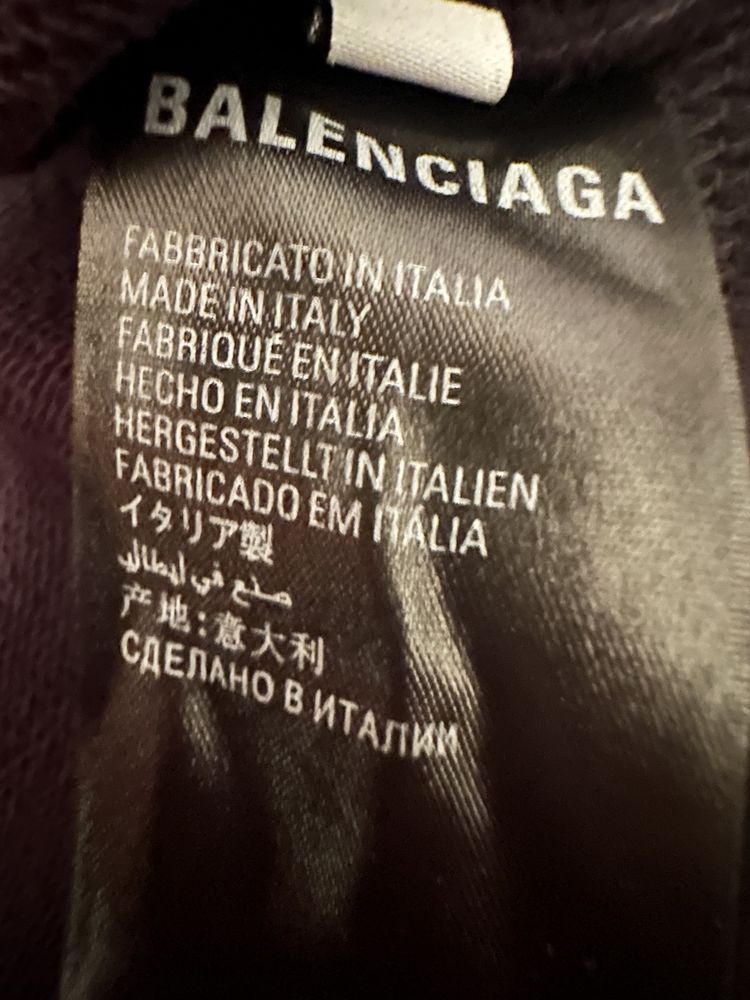 BALENCIAGA
FABBRICATO IN ITALIA
MADE IN ITALY
FABRIQUÉ EN ITALIE
HECHO EN ITALIA
HERGESTELLT IN ITALIEN
FABRICADO EM ITALIA
イタリア製
صنع في ايطاليا
产地:意大利
СДЕЛАНО В ИТАЛИИ